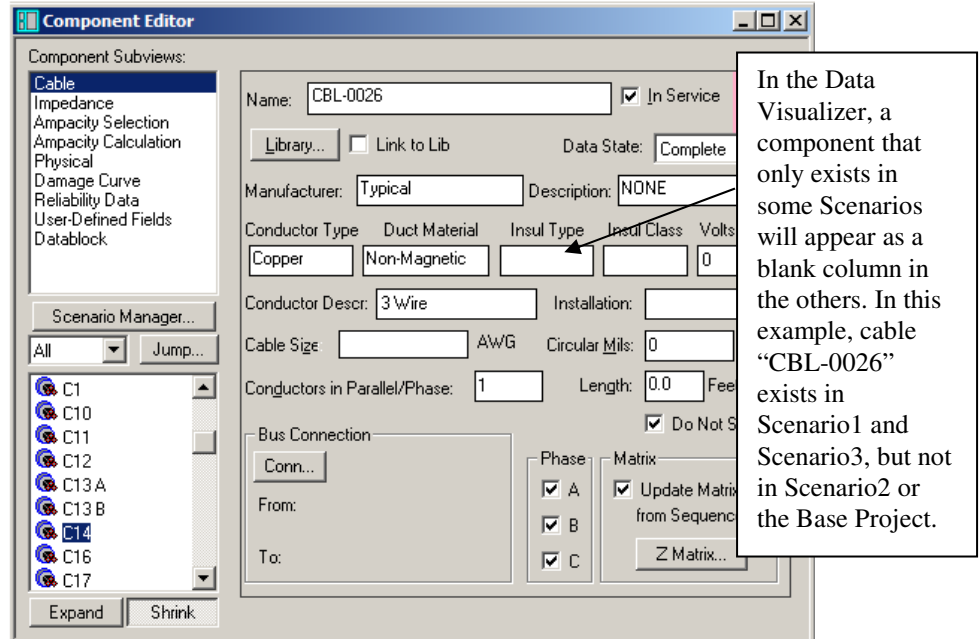 Component Editor
Component Subviews:
Cable
Impedance
Ampacity Selection
Ampacity Calculation
Physical
Damage Curve
Reliability Data
User-Defined Fields
Datablock
Scenario Manager...
All Jump...
C1
C10
C11
C12
C13 A
C13 B
C14
C16
C17
Expand Shrink
Name: CBL-0026 In Service
Library... Link to Lib Data State: Complete
Manufacturer: Typical Description: NONE
Conductor Type Duct Material Insul Type Insul Class Volts
Copper Non-Magnetic 0
Conductor Descr: 3 Wire Installation:
Cable Size: AWG Circular Mils: 0
Conductors in Parallel/Phase: 1 Length: 0.0 Fee
Do Not S
Bus Connection
Conn...
From:
To:
Phase
A
B
C
Matrix
Update Matrix
from Sequenc
Z Matrix...
In the Data
Visualizer, a
component that
only exists in
some Scenarios
will appear as a
blank column in
the others. In this
example, cable
“CBL-0026”
exists in
Scenario1 and
Scenario3, but not
in Scenario2 or
the Base Project.